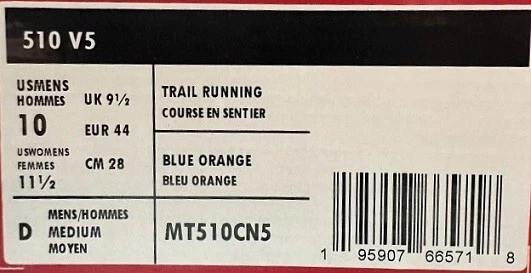 510 V5
USMENS
HOMMES
10
UK 9½
EUR 44
USWOMENS
FEMMES
11½
CM 28
TRAIL RUNNING
COURSE EN SENTIER
BLUE ORANGE
BLEU ORANGE
D
MENS/HOMMES
MEDIUM
MOYEN
MT510CN5
1 95907 66571 8